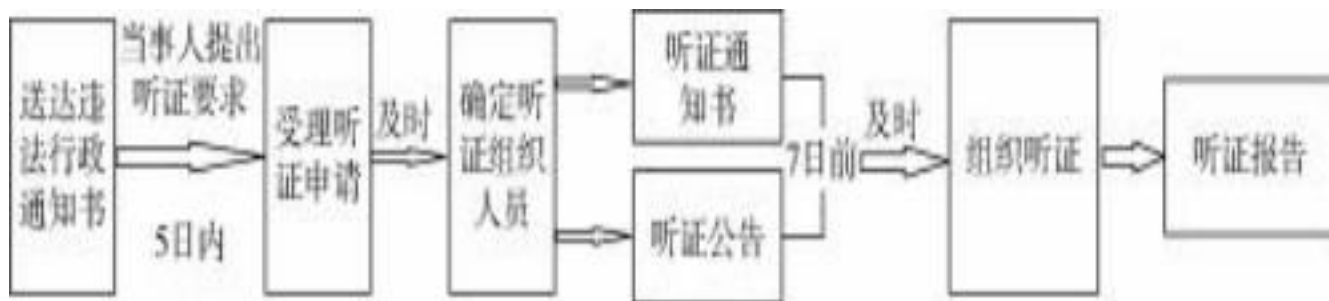 送达违
法行政
通知书
当事人提出
听证要求
5日内
受理听
证申请
及时
确定听
证组织
人员
听证通
知书
听证公告
7日前
及时
组织听证
听证报告